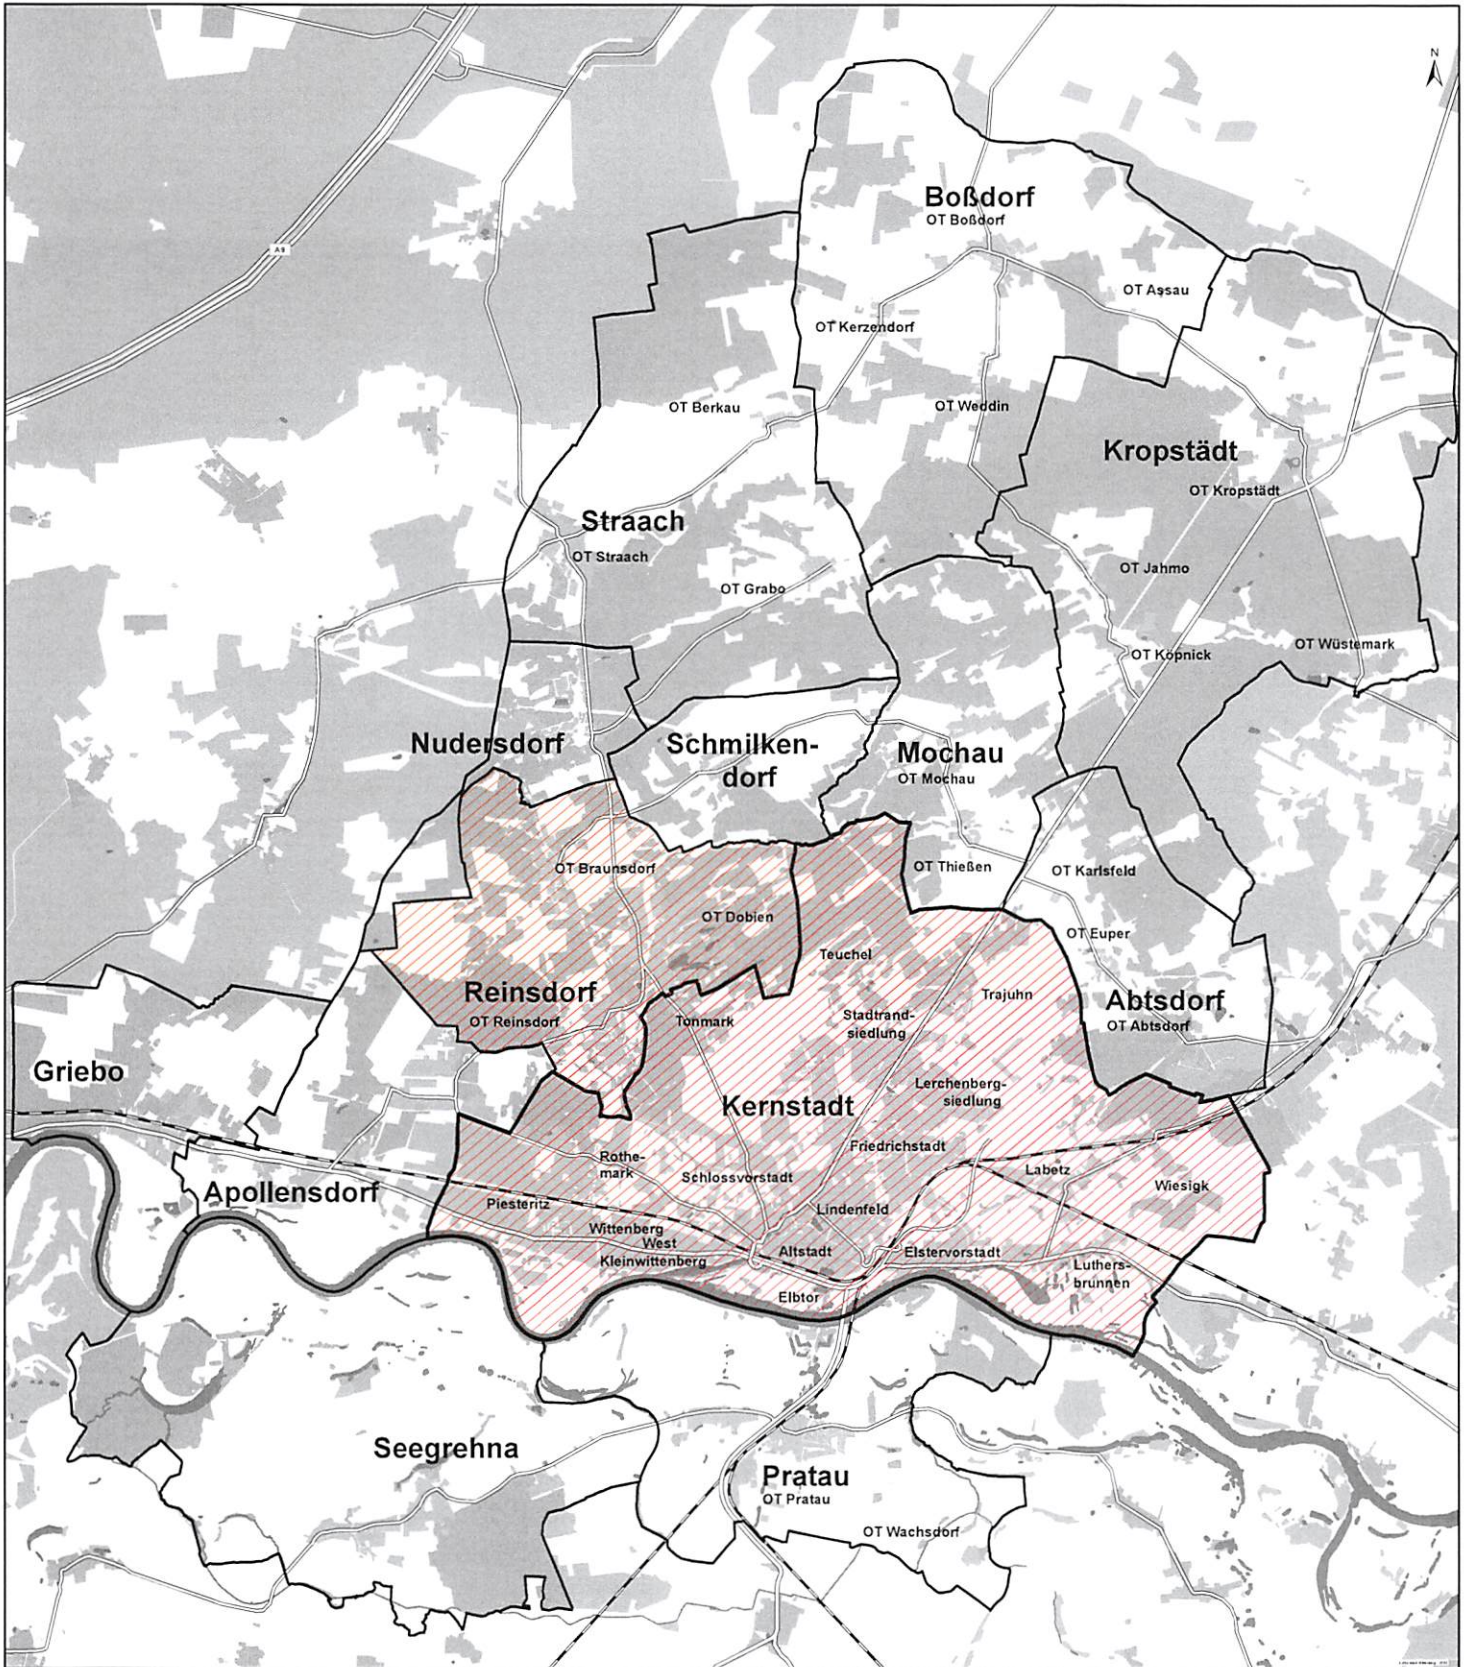 N
Boßdorf
OT Boßdorf
A9
OT Assau
OT Kerzendorf
OT Berkau
OT Weddin
Kropstädt
OT Kropstädt
Straach
OT Straach
OT Jahmo
OT Grabo
OT Wüstemark
OT Köpnick
Nudersdorf
Schmilken-
dorf
Mochau
OT Mochau
OT Braunsdorf
OT Thießen
OT Karlsfeld
OT Dobien
OT Euper
Teuchel
Reinsdorf
OT Reinsdorf
Trajuhn
Abtsdorf
OT Abtsdorf
Tonmark
Stadtrand-
siedlung
Griebo
Lerchenberg-
siedlung
Kernstadt
Friedrichstadt
Rothe-
mark
Labetz
Schlossvorstadt
Wiesigk
Apollensdorf
Piesteritz
Lindenfeld
Wittenberg
West
Altstadt
Elstervorstadt
Kleinwittenberg
Luthers-
brunnen
Elbtor
Seegrehna
Pratau
OT Pratau
OT Wachsdorf